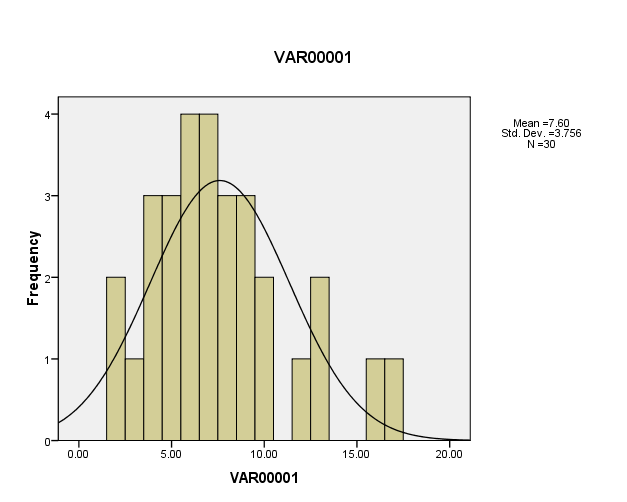 VAR00001
Mean =7.60
Std. Dev. =3.756
N =30
Frequency
4
3
2
1
0
0.00 5.00 10.00 15.00 20.00
VAR00001